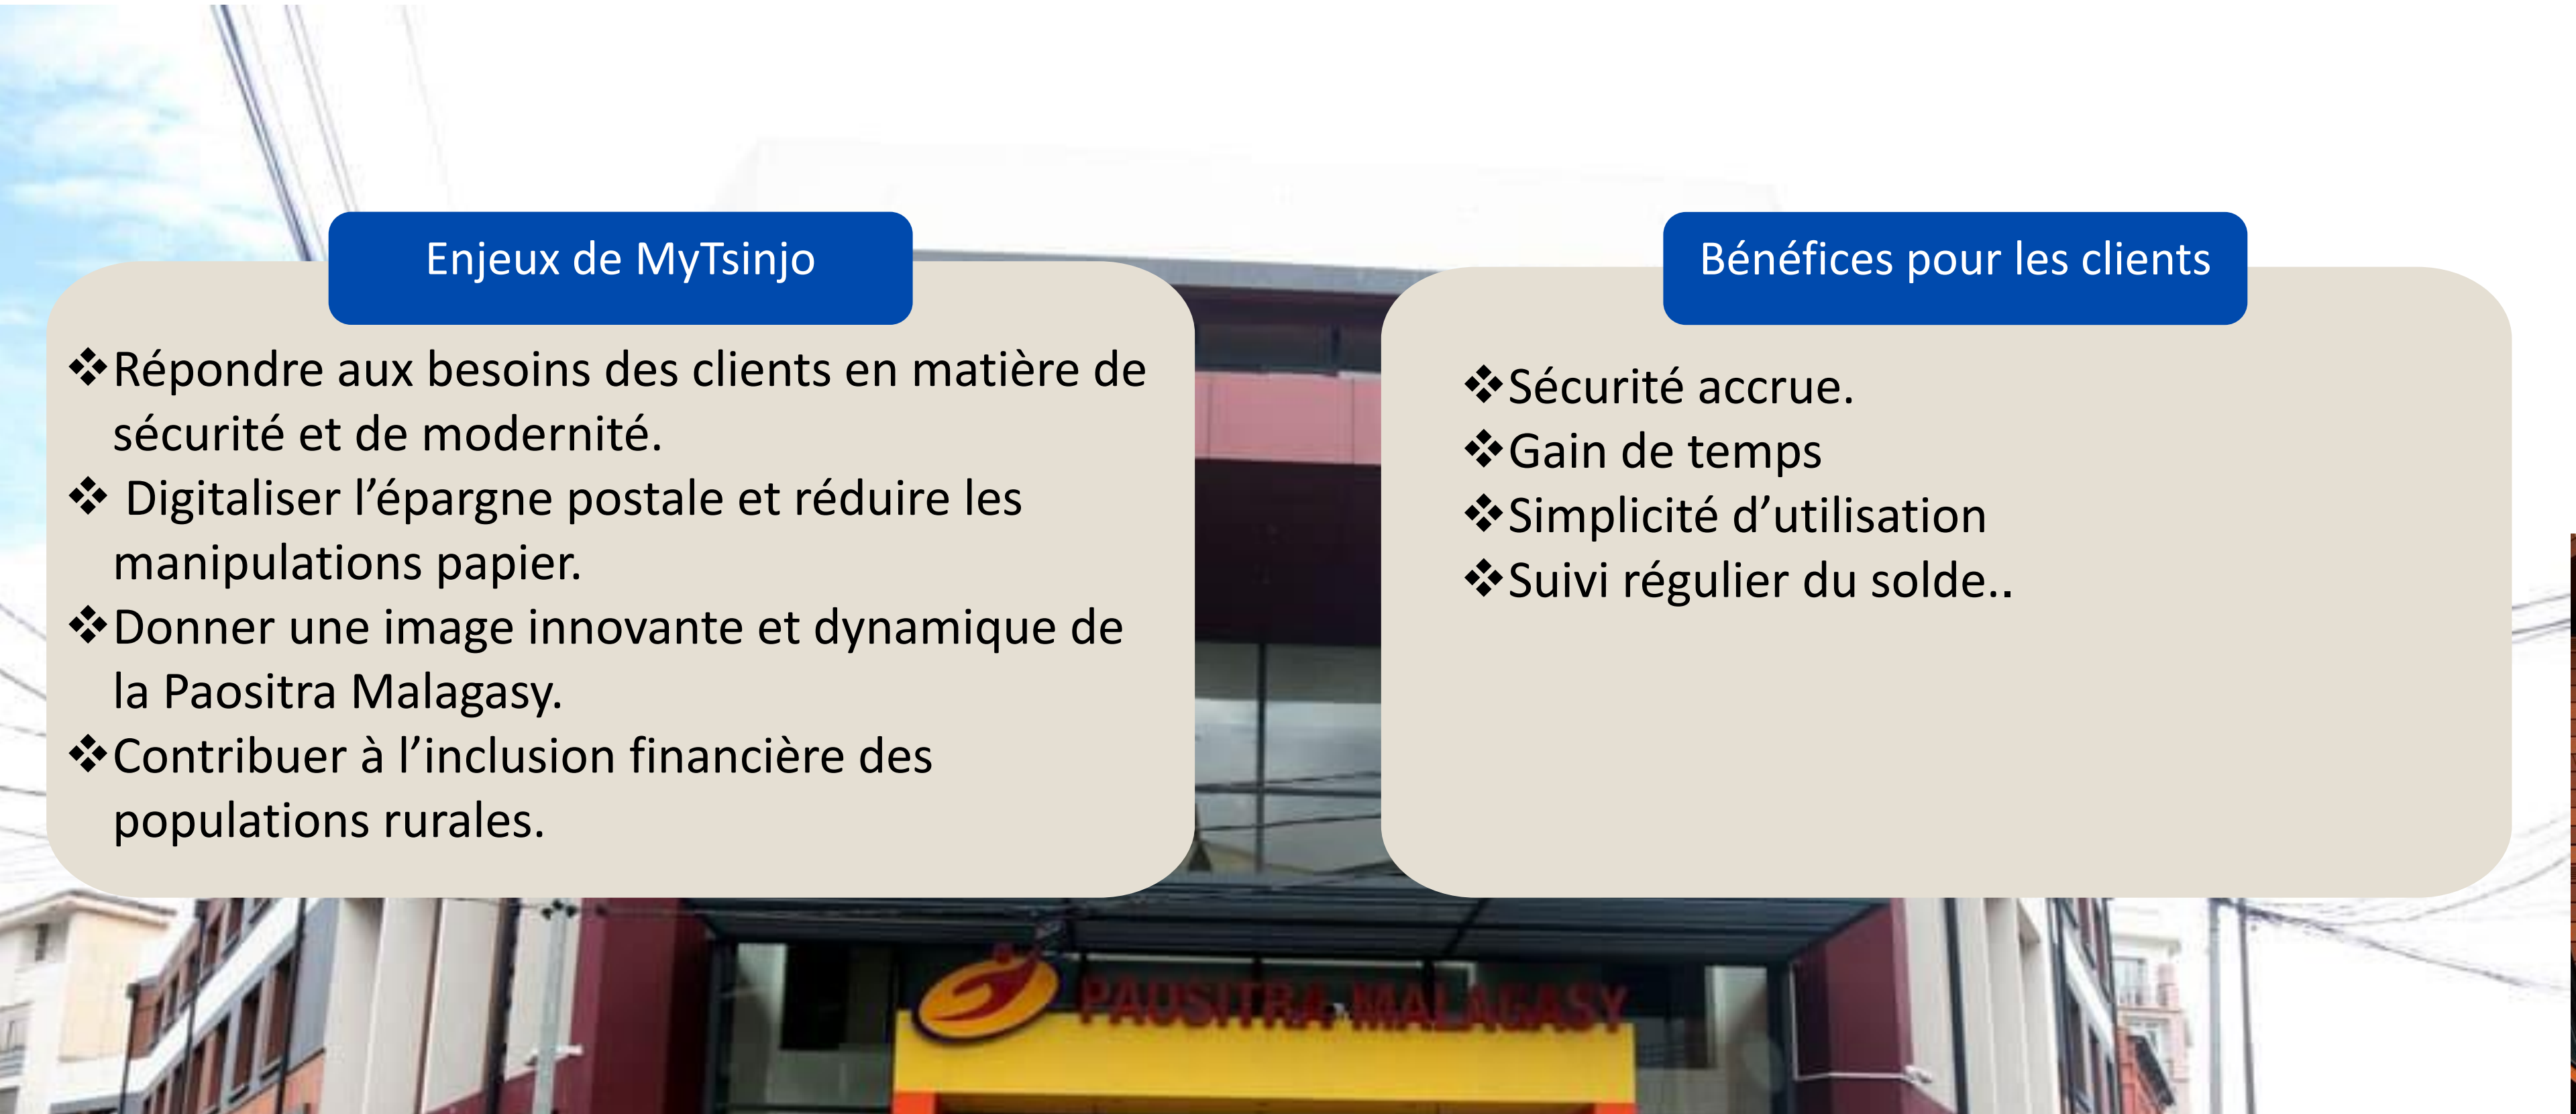 Enjeux de MyTsinjo
❖Répondre aux besoins des clients en matière de
sécurité et de modernité.
❖ Digitaliser l’épargne postale et réduire les
manipulations papier.
❖Donner une image innovante et dynamique de
la Paositra Malagasy.
❖Contribuer à l’inclusion financière des
populations rurales.
Bénéfices pour les clients
❖Sécurité accrue.
❖Gain de temps
❖Simplicité d’utilisation
❖Suivi régulier du solde..
PAOSITRA MALAGASY